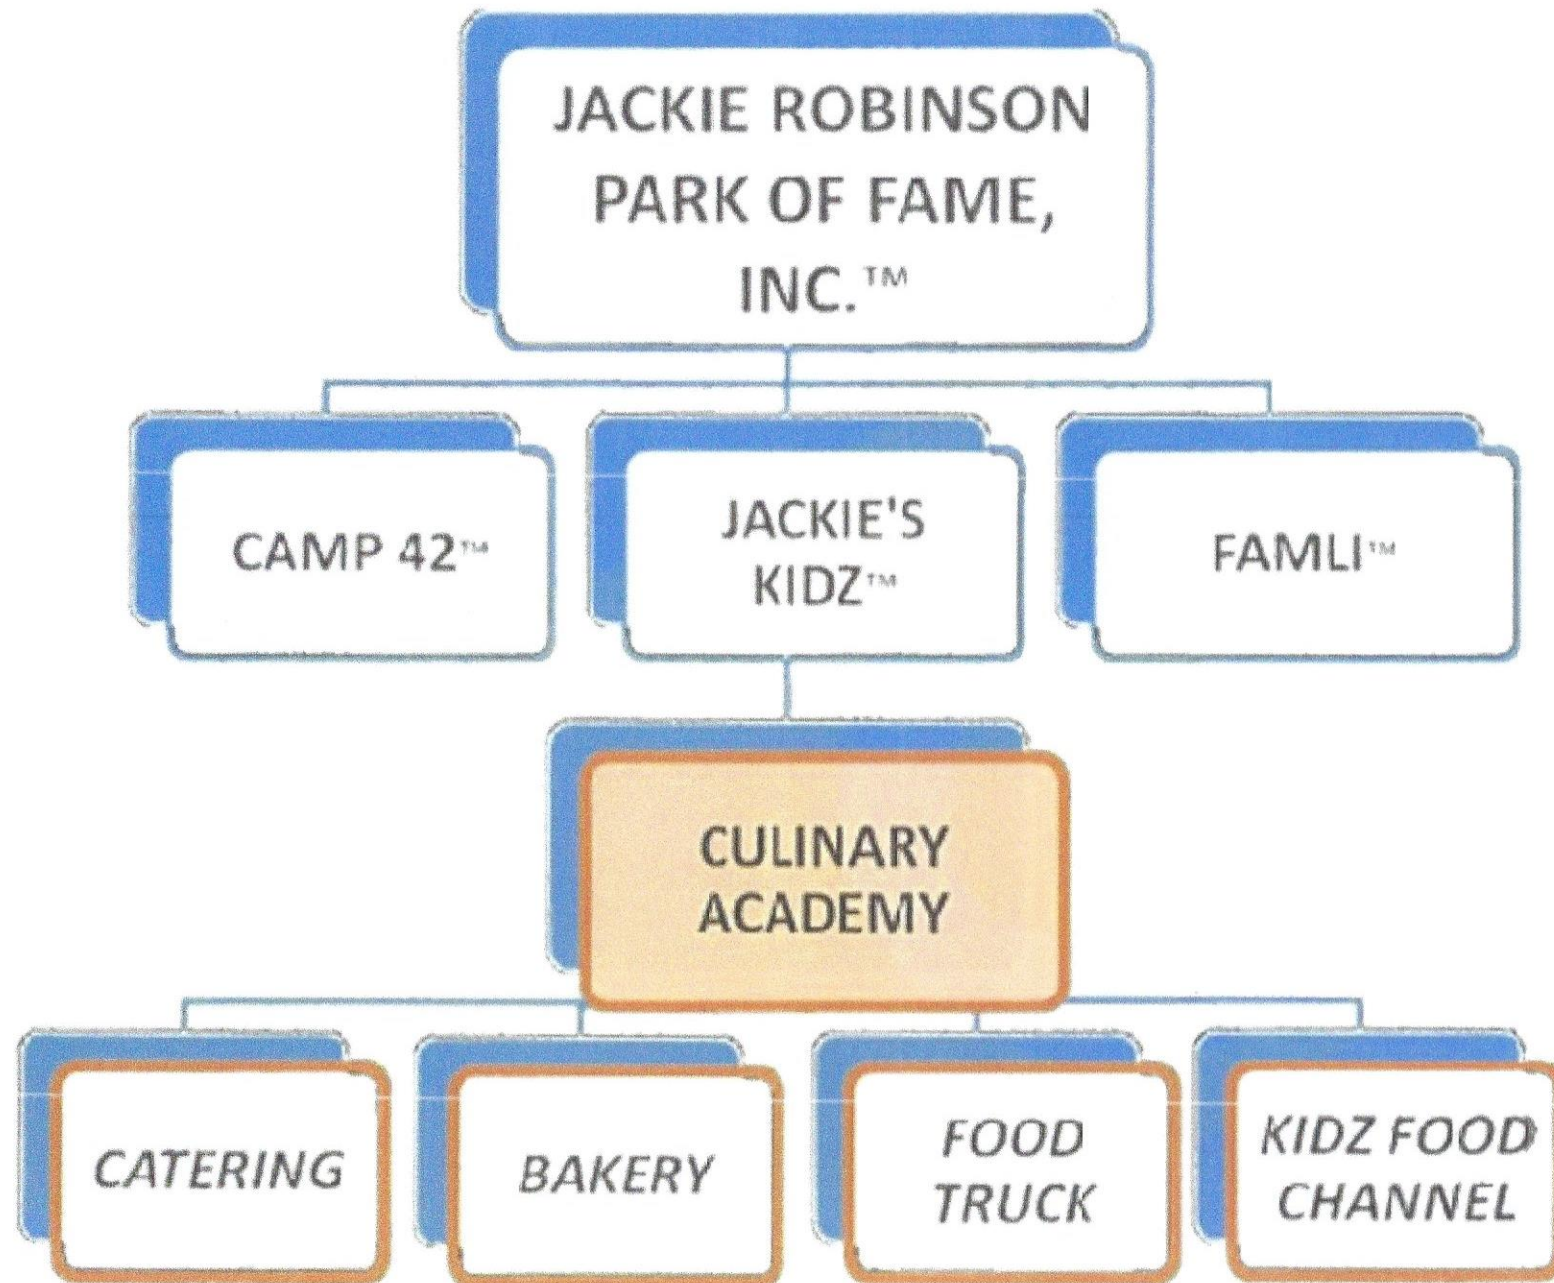 JACKIE ROBINSON
PARK OF FAME,
INC.™
CAMP 42™
JACKIE'S
KIDZ™
FAMLI™
CULINARY
ACADEMY
CATERING
BAKERY
FOOD
TRUCK
KIDZ FOOD
CHANNEL